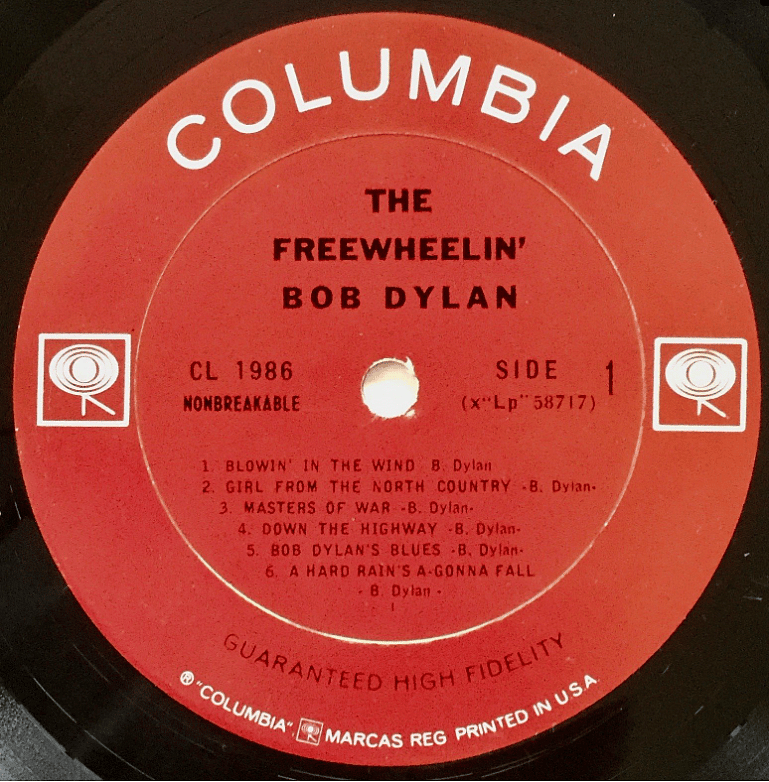 COLUMBIA
THE
FREEWHEELIN'
BOB DYLAN
CL 1986
NONBREAKABLE
SIDE 1
(x"Lp" 58717)
1. BLOWIN' IN THE WIND B. Dylan
2. GIRL FROM THE NORTH COUNTRY -B. Dylan-
3. MASTERS OF WAR -B. Dylan-
4. DOWN THE HIGHWAY -B. Dylan-
5. BOB DYLAN'S BLUES -B. Dylan-
6. A HARD RAIN'S A-GONNA FALL
- B. Dylan -
GUARANTEED HIGH FIDELITY
® "COLUMBIA", MARCAS REG PRINTED IN U.S.A.